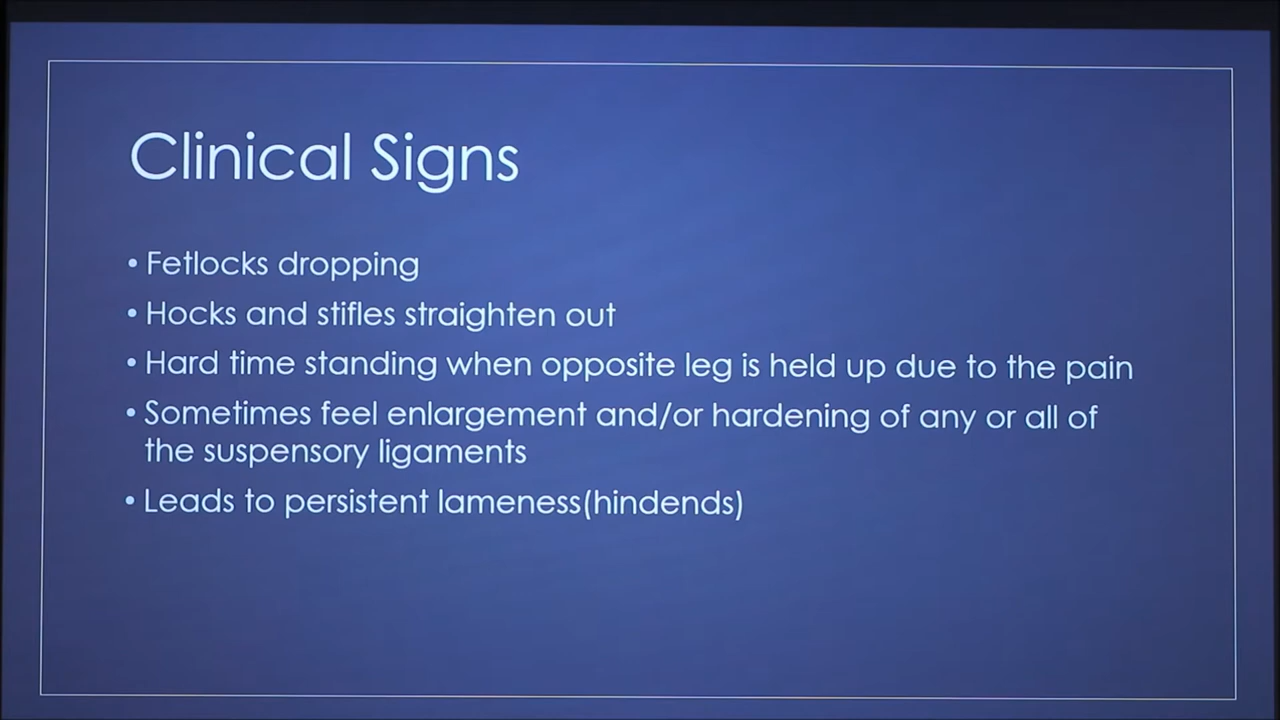 Clinical Signs
• Fetlocks dropping
• Hocks and stifles straighten out
• Hard time standing when opposite leg is held up due to the pain
• Sometimes feel enlargement and/or hardening of any or all of
the suspensory ligaments
• Leads to persistent lameness(hindends)